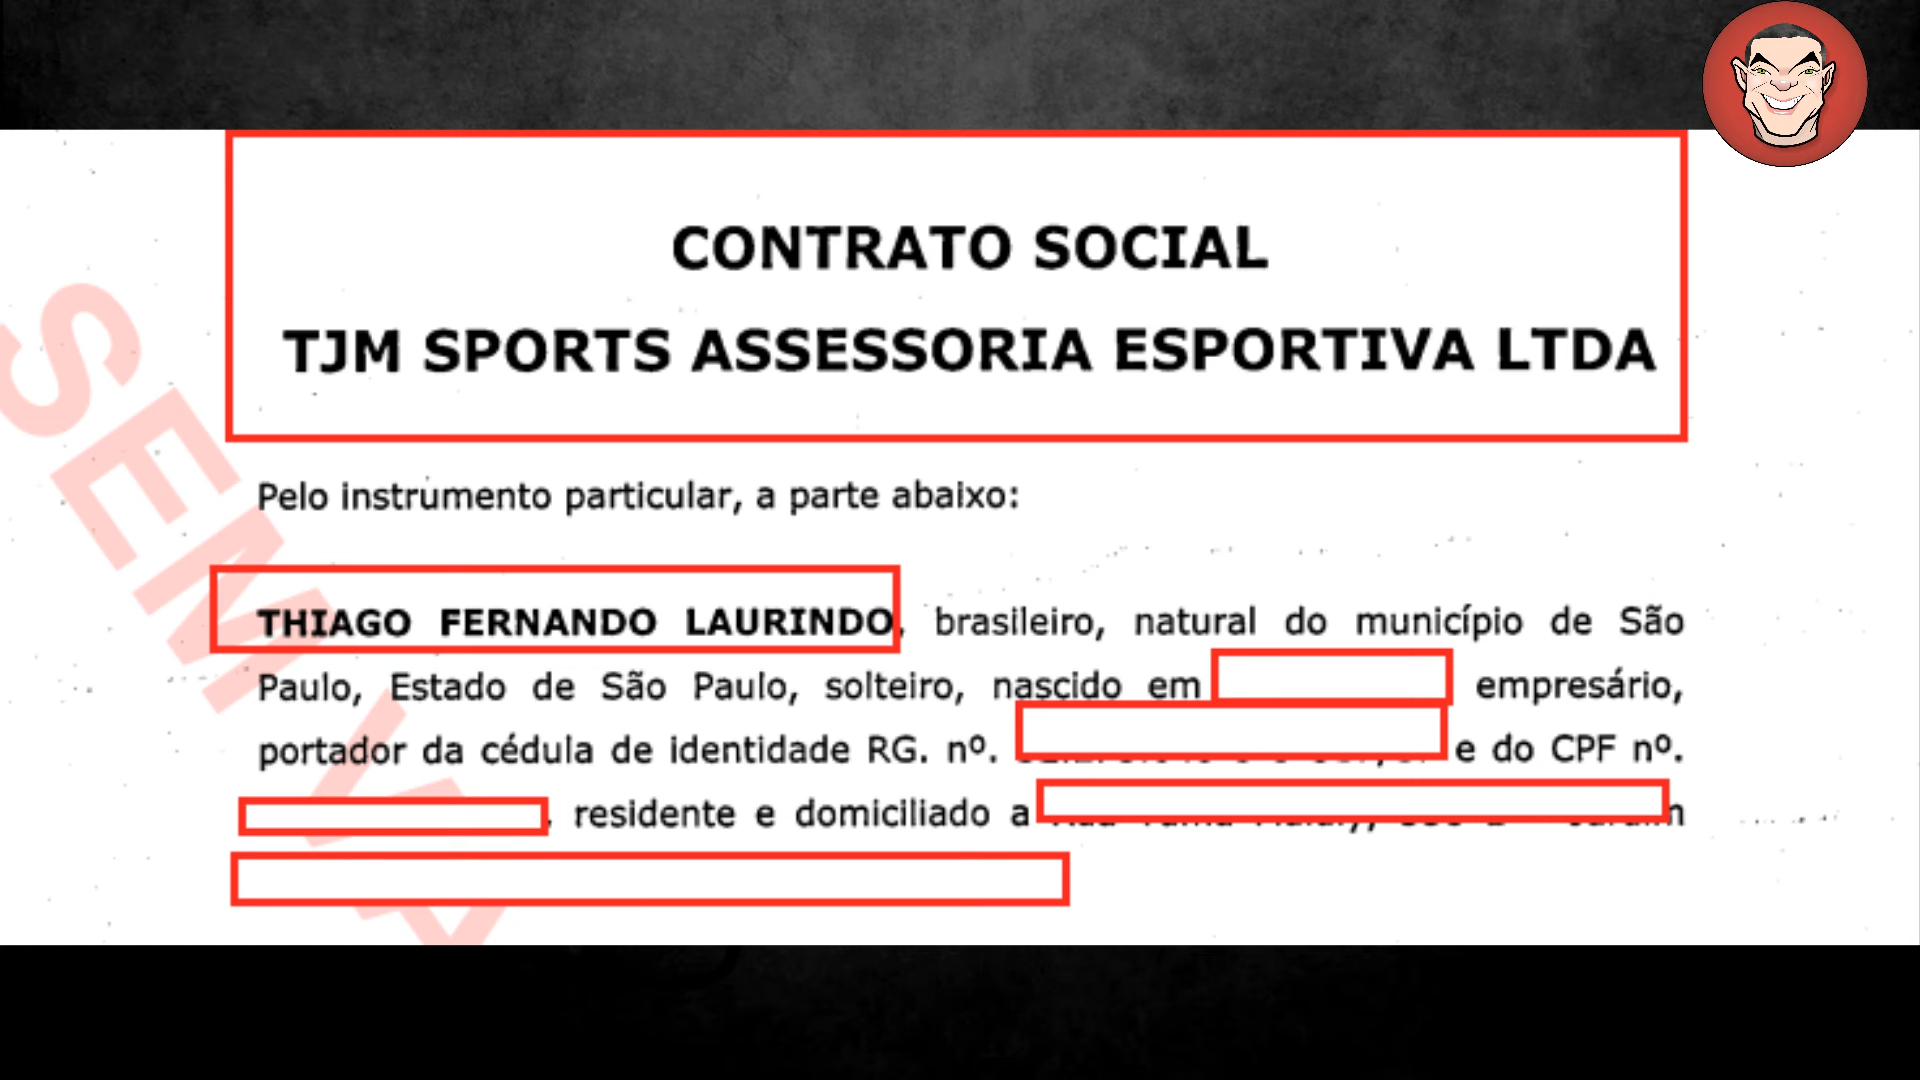 CONTRATO SOCIAL
TJM SPORTS ASSESSORIA ESPORTIVA LTDA
Pelo instrumento particular, a parte abaixo:
THIAGO FERNANDO LAURINDO, brasileiro, natural do município de São
Paulo, Estado de São Paulo, solteiro, nascido em empresário,
portador da cédula de identidade RG. nº. e do CPF nº.
, residente e domiciliado a
SEM VA